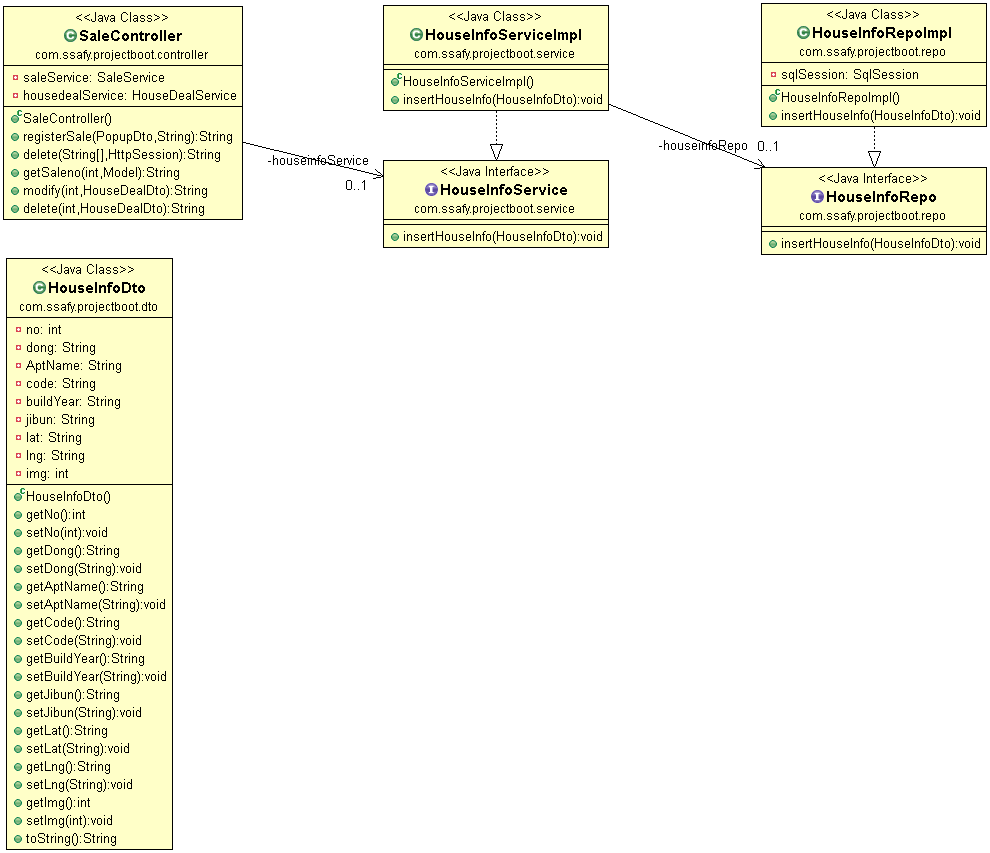 <<Java Class>>
SaleController
com.ssafy.projectboot.controller
saleService: SaleService
housedealService: HouseDealService
SaleController()
registerSale(PopupDto,String):String
delete(String[],HttpSession):String
getSaleno(int,Model):String
modify(int,HouseDealDto):String
delete(int,HouseDealDto):String
-houseinfoService
0..1
<<Java Class>>
HouseInfoServiceImpl
com.ssafy.projectboot.service
HouseInfoServiceImpl()
insertHouseInfo(HouseInfoDto):void
<<Java Interface>>
HouseInfoService
com.ssafy.projectboot.service
insertHouseInfo(HouseInfoDto):void
-houseinfoRepo
0..1
<<Java Class>>
HouseInfoRepoImpl
com.ssafy.projectboot.repo
sqlSession: SqlSession
HouseInfoRepoImpl()
insertHouseInfo(HouseInfoDto):void
<<Java Interface>>
HouseInfoRepo
com.ssafy.projectboot.repo
insertHouseInfo(HouseInfoDto):void
<<Java Class>>
HouseInfoDto
com.ssafy.projectboot.dto
no: int
dong: String
AptName: String
code: String
buildYear: String
jibun: String
lat: String
lng: String
img: int
HouseInfoDto()
getNo():int
setNo(int):void
getDong():String
setDong(String):void
getAptName():String
setAptName(String):void
getCode():String
setCode(String):void
getBuildYear():String
setBuildYear(String):void
getJibun():String
setJibun(String):void
getLat():String
setLat(String):void
getLng():String
setLng(String):void
getImg():int
setImg(int):void
toString():String